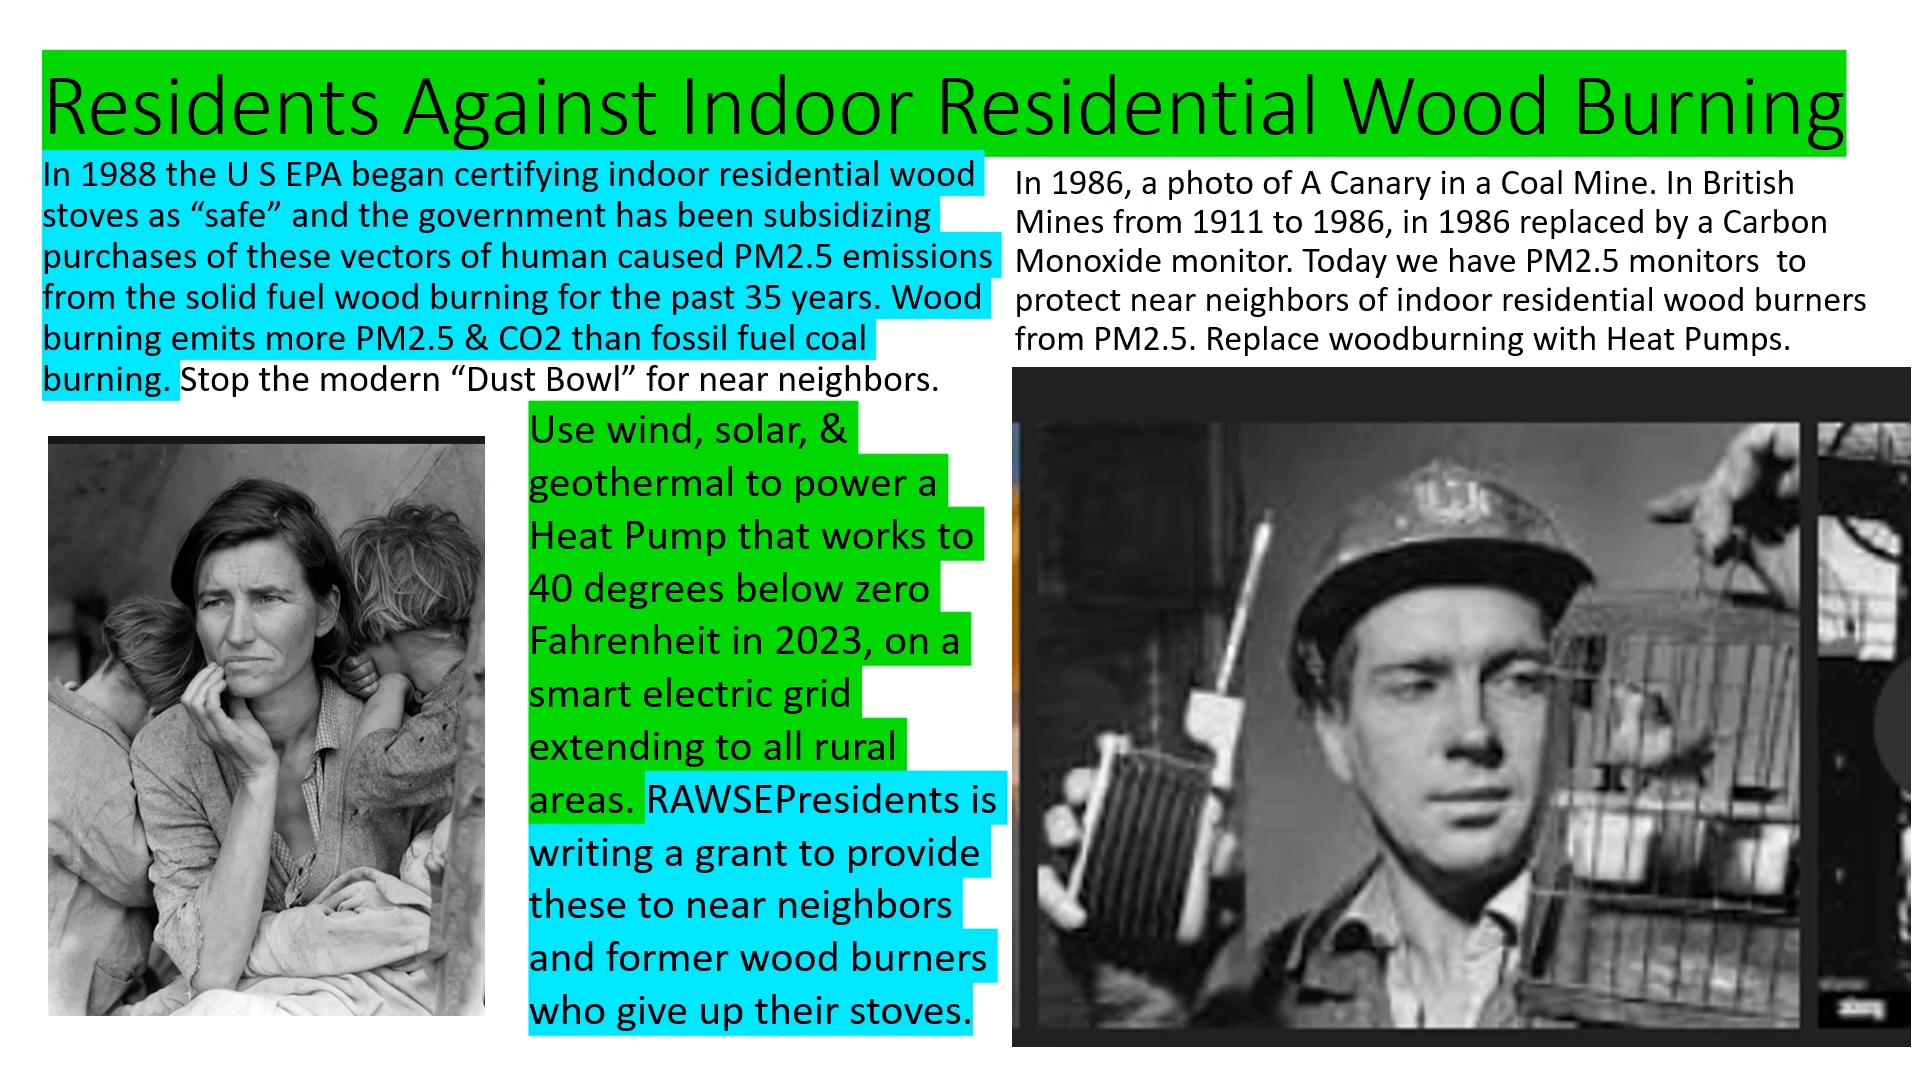 Residents Against Indoor Residential Wood Burning
In 1988 the U S EPA began certifying indoor residential wood
stoves as “safe” and the government has been subsidizing
purchases of these vectors of human caused PM2.5 emissions
from the solid fuel wood burning for the past 35 years. Wood
burning emits more PM2.5 & CO2 than fossil fuel coal
burning. Stop the modern “Dust Bowl” for near neighbors.
Use wind, solar, &
geothermal to power a
Heat Pump that works to
40 degrees below zero
Fahrenheit in 2023, on a
smart electric grid
extending to all rural
areas. RAWSEPresidents is
writing a grant to provide
these to near neighbors
and former wood burners
who give up their stoves.
In 1986, a photo of A Canary in a Coal Mine. In British
Mines from 1911 to 1986, in 1986 replaced by a Carbon
Monoxide monitor. Today we have PM2.5 monitors  to
protect near neighbors of indoor residential wood burners
from PM2.5. Replace woodburning with Heat Pumps.